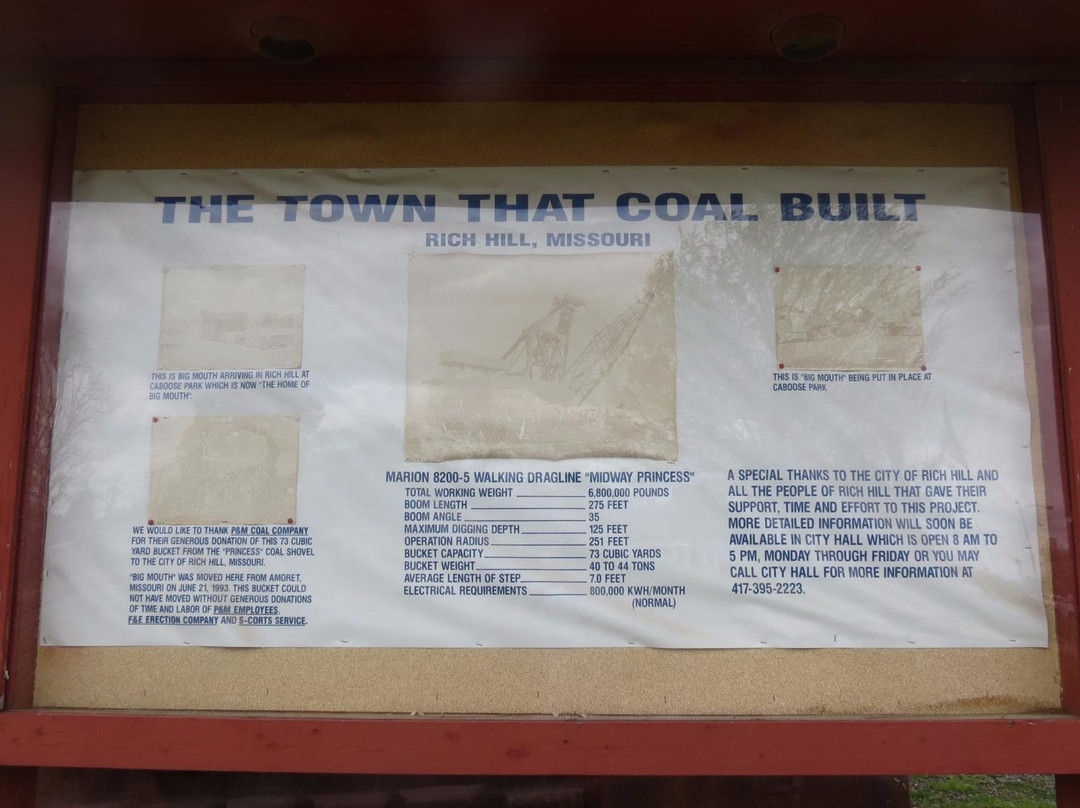 THE TOWN THAT COAL BUILT
RICH HILL, MISSOURI
THIS IS BIG MOUTH ARRIVING IN RICH HILL AT
CABOOSE PARK WHICH IS NOW "THE HOME OF
BIG MOUTH".
WE WOULD LIKE TO THANK P&M COAL COMPANY
FOR THEIR GENEROUS DONATION OF THIS 73 CUBIC
YARD BUCKET FROM THE "PRINCESS" COAL SHOVEL
TO THE CITY OF RICH HILL, MISSOURI.
"BIG MOUTH" WAS MOVED HERE FROM AMORET,
MISSOURI ON JUNE 21, 1993. THIS BUCKET COULD
NOT HAVE MOVED WITHOUT GENEROUS DONATIONS
OF TIME AND LABOR OF P&M EMPLOYEES,
F&E ERECTION COMPANY AND S-CORTS SERVICE.
MARION 8200-5 WALKING DRAGLINE "MIDWAY PRINCESS"
TOTAL WORKING WEIGHT ____________ 6,800,000 POUNDS
BOOM LENGTH ____________ 275 FEET
BOOM ANGLE ____________ 35
MAXIMUM DIGGING DEPTH ____________ 125 FEET
OPERATION RADIUS ____________ 251 FEET
BUCKET CAPACITY ____________ 73 CUBIC YARDS
BUCKET WEIGHT ____________ 40 TO 44 TONS
AVERAGE LENGTH OF STEP ____________ 7.0 FEET
ELECTRICAL REQUIREMENTS ____________ 800,000 KWH/MONTH
(NORMAL)
THIS IS "BIG MOUTH" BEING PUT IN PLACE AT
CABOOSE PARK
A SPECIAL THANKS TO THE CITY OF RICH HILL AND
ALL THE PEOPLE OF RICH HILL THAT GAVE THEIR
SUPPORT, TIME AND EFFORT TO THIS PROJECT.
MORE DETAILED INFORMATION WILL SOON BE
AVAILABLE IN CITY HALL WHICH IS OPEN 8 AM TO
5 PM, MONDAY THROUGH FRIDAY OR YOU MAY
CALL CITY HALL FOR MORE INFORMATION AT
417-395-2223.